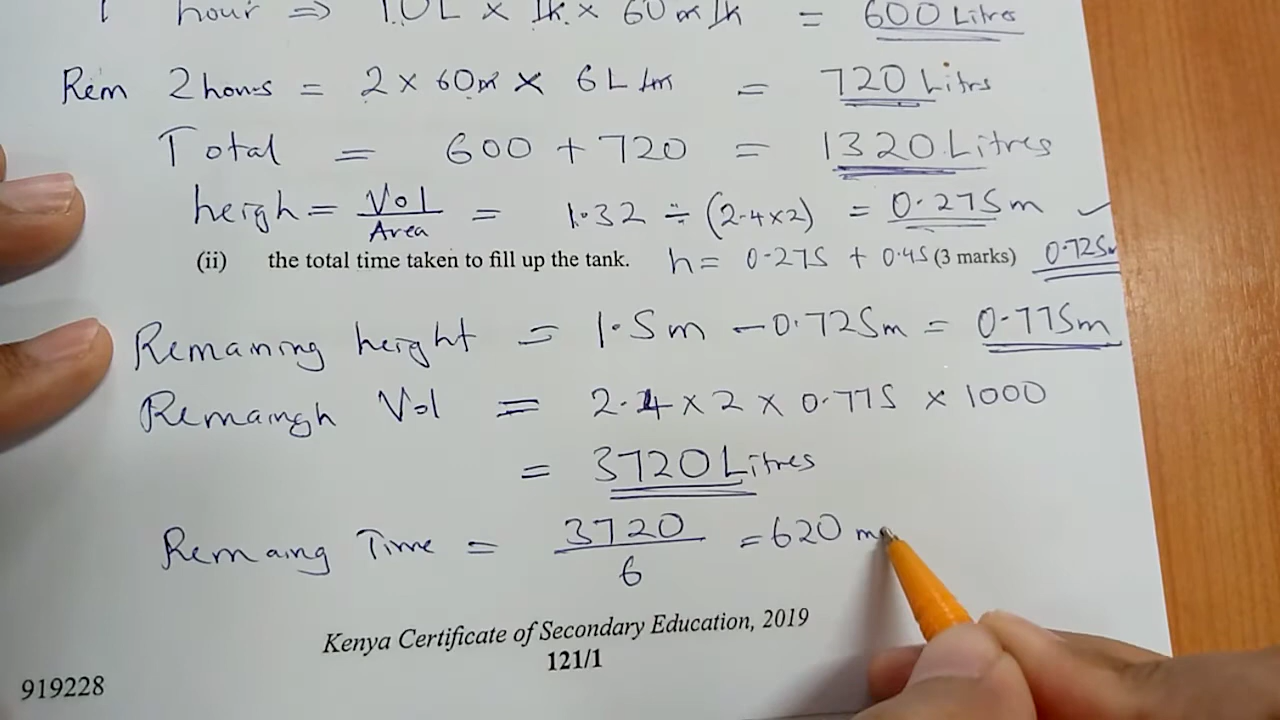 1 hour ⇒ 10L × 1h × 60m/h = 600 Litres
Rem 2 hours = 2 × 60m × 6L/m = 720 Litrs
Total = 600 + 720 = 1320 Litres
heigh = Vol/Area = 1.32 ÷ (2.4×2) = 0.275m ✓
(ii) the total time taken to fill up the tank. h = 0.275 + 0.45 (3 marks) 0.725m
Remaning height = 1.5m − 0.725m = 0.775m
Remaingh Vol = 2.4 × 2 × 0.775 × 1000
= 3720 Litres
Remaing Time = 3720/6 = 620 m
Kenya Certificate of Secondary Education, 2019
121/1
919228